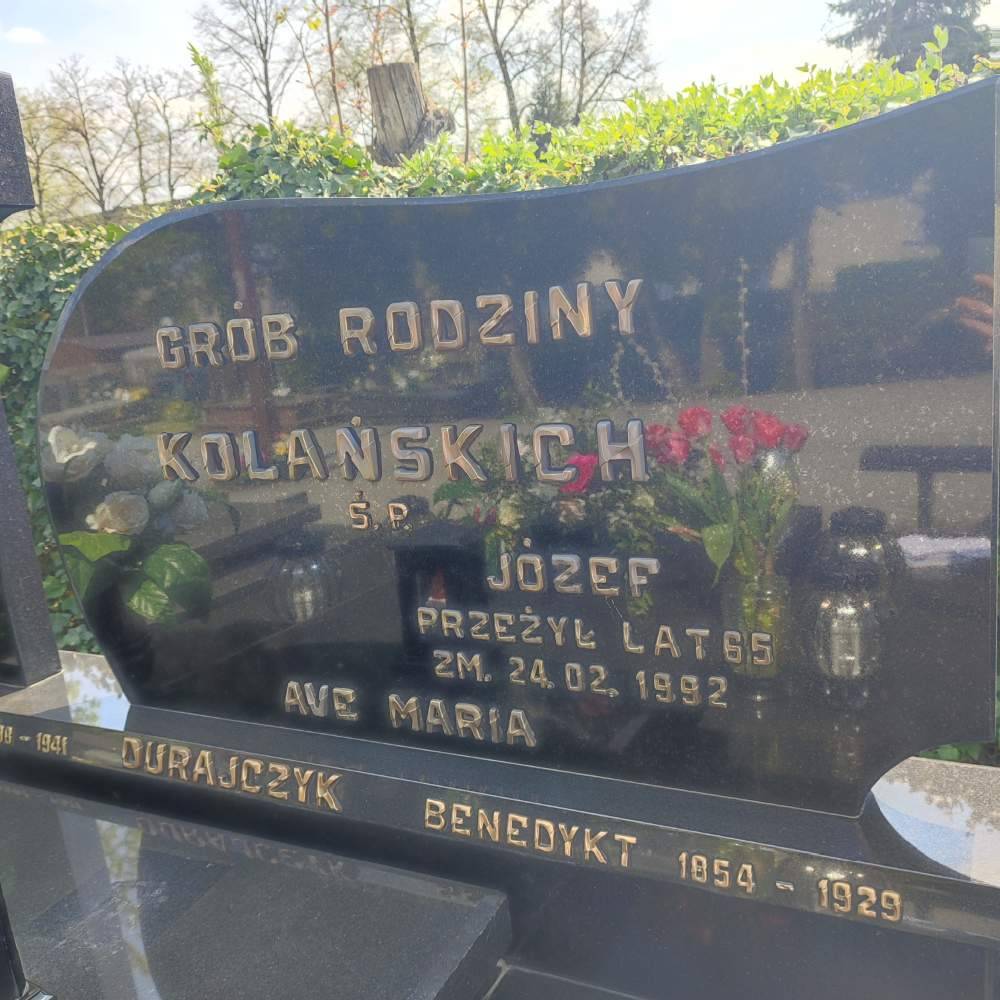 GRÓB RODZINY
KOLAŃSKICH
Ś.P.
JÓZEF
PRZEŻYŁ LAT 65
ZM. 24.02.1992
AVE MARIA
- 1941 DURAJCZYK BENEDYKT 1854 - 1929